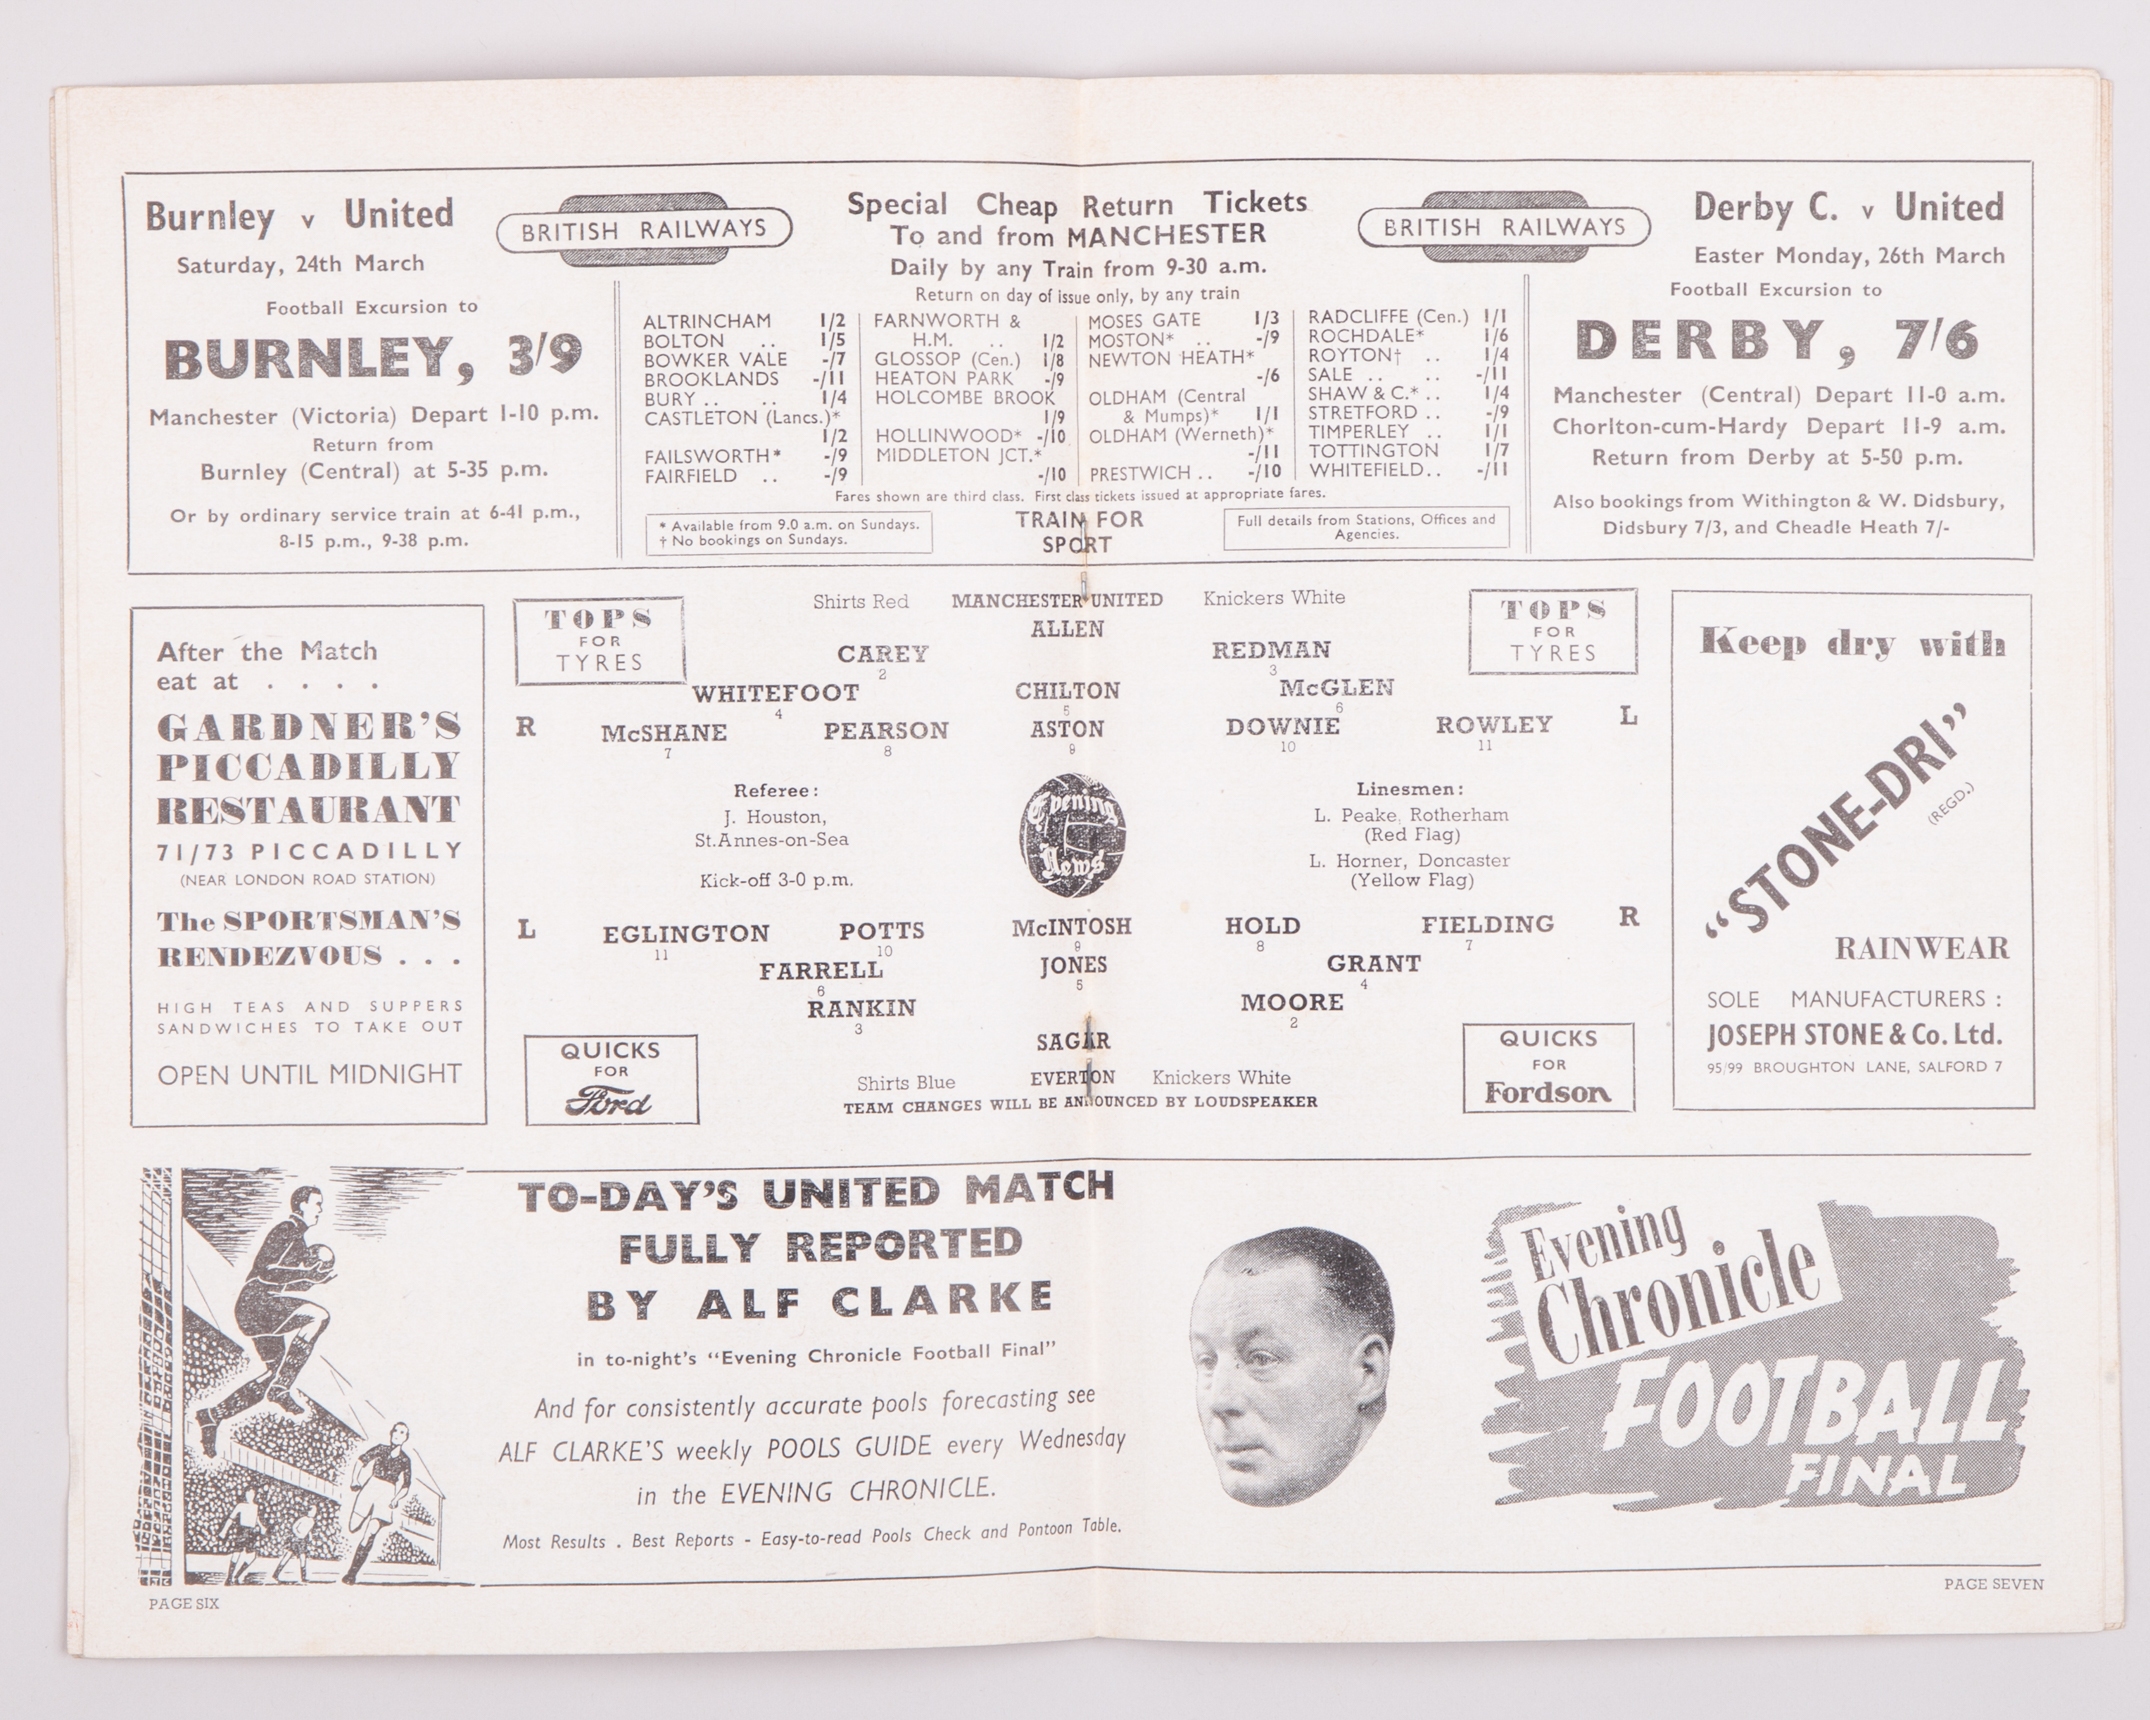 Burnley v United
Saturday, 24th March
Football Excursion to
BURNLEY, 3/9
Manchester (Victoria) Depart 1-10 p.m.
Return from
Burnley (Central) at 5-35 p.m.
Or by ordinary service train at 6-41 p.m.,
8-15 p.m., 9-38 p.m.
BRITISH RAILWAYS
Special Cheap Return Tickets
To and from MANCHESTER
Daily by any Train from 9-30 a.m.
Return on day of issue only, by any train
ALTRINCHAM 1/2
BOLTON .. 1/5
BOWKER VALE -/7
BROOKLANDS -/11
BURY .. .. 1/4
CASTLETON (Lancs.)*
1/2
FAILSWORTH* -/9
FAIRFIELD .. -/9
FARNWORTH &
H.M. .. 1/2
GLOSSOP (Cen.) 1/8
HEATON PARK -/9
HOLCOMBE BROOK
1/9
HOLLINWOOD* -/10
MIDDLETON JCT.*
-/10
MOSES GATE 1/3
MOSTON* .. -/9
NEWTON HEATH*
-/6
OLDHAM (Central
& Mumps)* 1/1
OLDHAM (Werneth)*
-/11
PRESTWICH .. -/10
RADCLIFFE (Cen.) 1/1
ROCHDALE* 1/6
ROYTON† .. 1/4
SALE .. .. -/11
SHAW & C.* .. 1/4
STRETFORD .. -/9
TIMPERLEY .. 1/1
TOTTINGTON 1/7
WHITEFIELD.. -/11
Fares shown are third class. First class tickets issued at appropriate fares.
* Available from 9.0 a.m. on Sundays.
† No bookings on Sundays.
TRAIN FOR
SPORT
Full details from Stations, Offices and
Agencies.
BRITISH RAILWAYS
Derby C. v United
Easter Monday, 26th March
Football Excursion to
DERBY, 7/6
Manchester (Central) Depart 11-0 a.m.
Chorlton-cum-Hardy Depart 11-9 a.m.
Return from Derby at 5-50 p.m.
Also bookings from Withington & W. Didsbury,
Didsbury 7/3, and Cheadle Heath 7/-
After the Match
eat at . . . .
GARDNER'S
PICCADILLY
RESTAURANT
71/73 PICCADILLY
(NEAR LONDON ROAD STATION)
The SPORTSMAN'S
RENDEZVOUS . . .
HIGH TEAS AND SUPPERS
SANDWICHES TO TAKE OUT
OPEN UNTIL MIDNIGHT
TOPS
FOR
TYRES
Shirts Red MANCHESTER UNITED Knickers White
ALLEN
CAREY REDMAN
2 3
WHITEFOOT CHILTON McGLEN
4 5 6
R McSHANE PEARSON ASTON DOWNIE ROWLEY L
7 8 9 10 11
TOPS
FOR
TYRES
Referee:
J. Houston,
St.Annes-on-Sea
Kick-off 3-0 p.m.
Evening
News
Linesmen:
L. Peake, Rotherham
(Red Flag)
L. Horner, Doncaster
(Yellow Flag)
L EGLINGTON POTTS McINTOSH HOLD FIELDING R
11 10 9 8 7
FARRELL JONES GRANT
6 5 4
RANKIN MOORE
3 2
SAGAR
Shirts Blue EVERTON Knickers White
TEAM CHANGES WILL BE ANNOUNCED BY LOUDSPEAKER
QUICKS
FOR
Ford
QUICKS
FOR
Fordson
Keep dry with
"STONE-DRI"
(REGD.)
RAINWEAR
SOLE MANUFACTURERS :
JOSEPH STONE & Co. Ltd.
95/99 BROUGHTON LANE, SALFORD 7
TO-DAY'S UNITED MATCH
FULLY REPORTED
BY ALF CLARKE
in to-night's "Evening Chronicle Football Final"
And for consistently accurate pools forecasting see
ALF CLARKE'S weekly POOLS GUIDE every Wednesday
in the EVENING CHRONICLE.
Most Results . Best Reports - Easy-to-read Pools Check and Pontoon Table.
Evening
Chronicle
FOOTBALL
FINAL
PAGE SIX
PAGE SEVEN